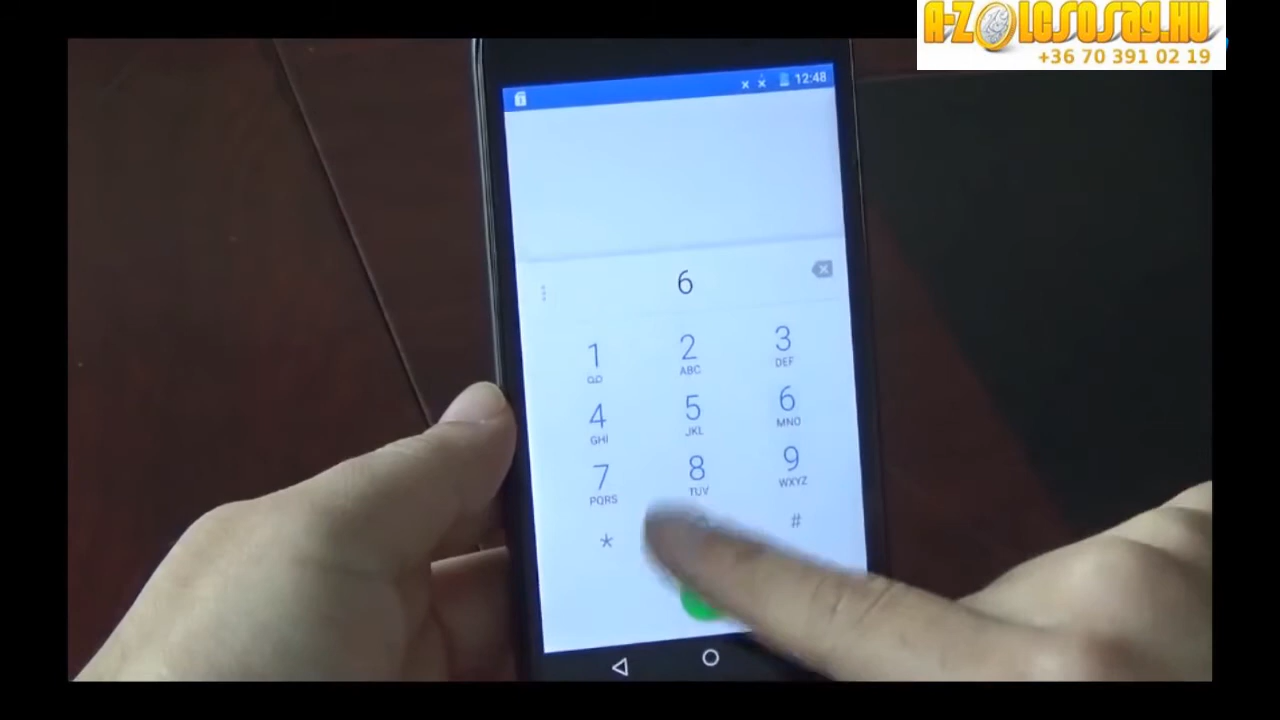 A-ZOLCSOSAG.HU
+36 70 391 02 19
12:48
6
1
2 ABC
3 DEF
4 GHI
5 JKL
6 MNO
7 PQRS
8 TUV
9 WXYZ
* #